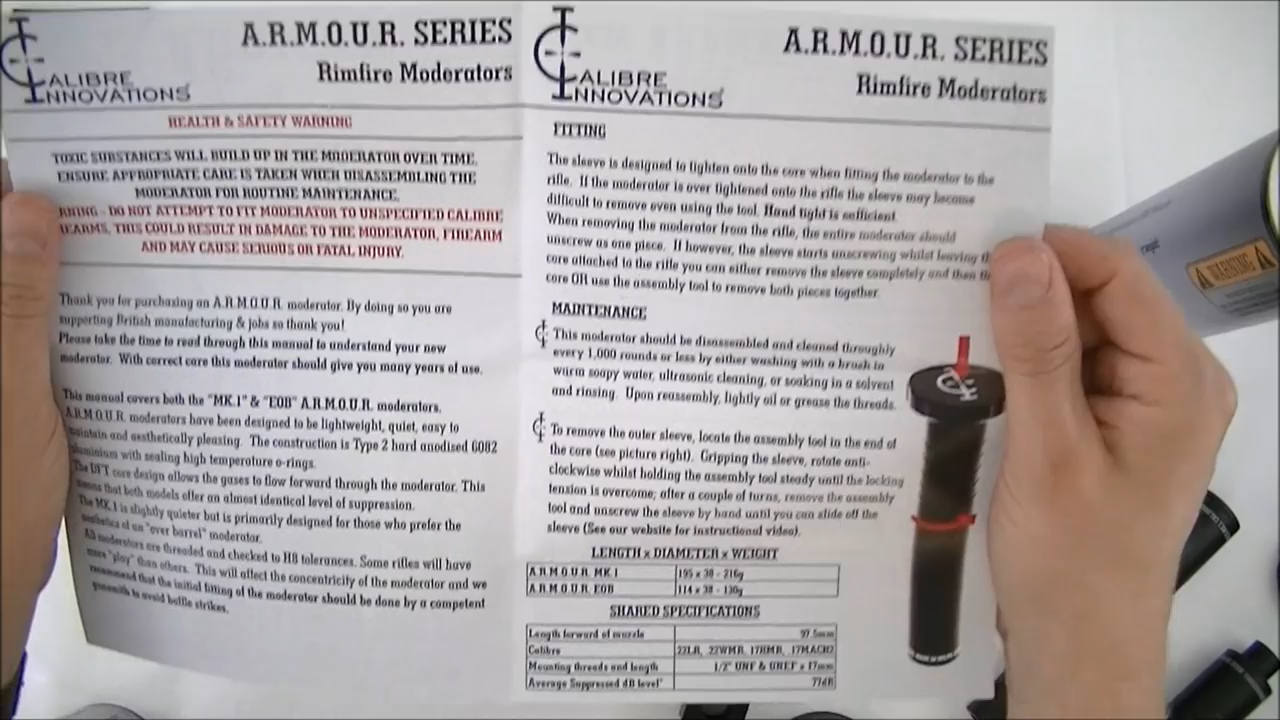 CALIBRE
INNOVATIONS
A.R.M.O.U.R. SERIES
Rimfire Moderators
HEALTH & SAFETY WARNING
TOXIC SUBSTANCES WILL BUILD UP IN THE MODERATOR OVER TIME.
ENSURE APPROPRIATE CARE IS TAKEN WHEN DISASSEMBLING THE
MODERATOR FOR ROUTINE MAINTENANCE.
DO NOT ATTEMPT TO FIT MODERATOR TO UNSPECIFIED CALIBRE
THIS COULD RESULT IN DAMAGE TO THE MODERATOR, FIREARM
AND MAY CAUSE SERIOUS OR FATAL INJURY.
Thank you for purchasing an A.R.M.O.U.R. moderator. By doing so you are
supporting British manufacturing & jobs so thank you!
Please take the time to read through this manual to understand your new
moderator. With correct care this moderator should give you many years of use.
This manual covers both the "MK.1" & "EOB" A.R.M.O.U.R. moderators.
A.R.M.O.U.R. moderators have been designed to be lightweight, quiet, easy to
maintain and aesthetically pleasing. The construction is Type 2 hard anodised 6082
aluminium with sealing high temperature o-rings.
The DFT core design allows the gases to flow forward through the moderator. This
means that both models offer an almost identical level of suppression.
The MK.1 is slightly quieter but is primarily designed for those who prefer the
aesthetics of an "over barrel" moderator.
All moderators are threaded and checked to HB tolerances. Some rifles will have
more "play" than others. This will affect the concentricity of the moderator and we
recommend that the initial fitting of the moderator should be done by a competent
gunsmith to avoid baffle strikes.
CALIBRE
INNOVATIONS
A.R.M.O.U.R. SERIES
Rimfire Moderators
FITTING
The sleeve is designed to tighten onto the core when fitting the moderator to the
rifle. If the moderator is over tightened onto the rifle the sleeve may become
difficult to remove even using the tool. Hand tight is sufficient.
When removing the moderator from the rifle, the entire moderator should
unscrew as one piece. If however, the sleeve starts unscrewing whilst leaving
core attached to the rifle you can either remove the sleeve completely and then
core OR use the assembly tool to remove both pieces together.
MAINTENANCE
This moderator should be disassembled and cleaned throughly
every 1,000 rounds or less by either washing with a brush in
warm soapy water, ultrasonic cleaning, or soaking in a solvent
and rinsing. Upon reassembly, lightly oil or grease the threads.
To remove the outer sleeve, locate the assembly tool in the end of
the core (see picture right). Gripping the sleeve, rotate anti-
clockwise whilst holding the assembly tool steady until the locking
tension is overcome; after a couple of turns, remove the assembly
tool and unscrew the sleeve by hand until you can slide off the
sleeve (See our website for instructional video).
LENGTH x DIAMETER x WEIGHT
A.R.M.O.U.R. MK.1 195 x 38 - 216g
A.R.M.O.U.R. EOB 114 x 38 - 130g
SHARED SPECIFICATIONS
Length forward of muzzle 97.5mm
Calibre 22LR, 22WMR, 17HMR, 17MACH2
Mounting threads and length 1/2" UNF & UNEF x 17mm
Average Suppressed dB level* 77dB
WARNING